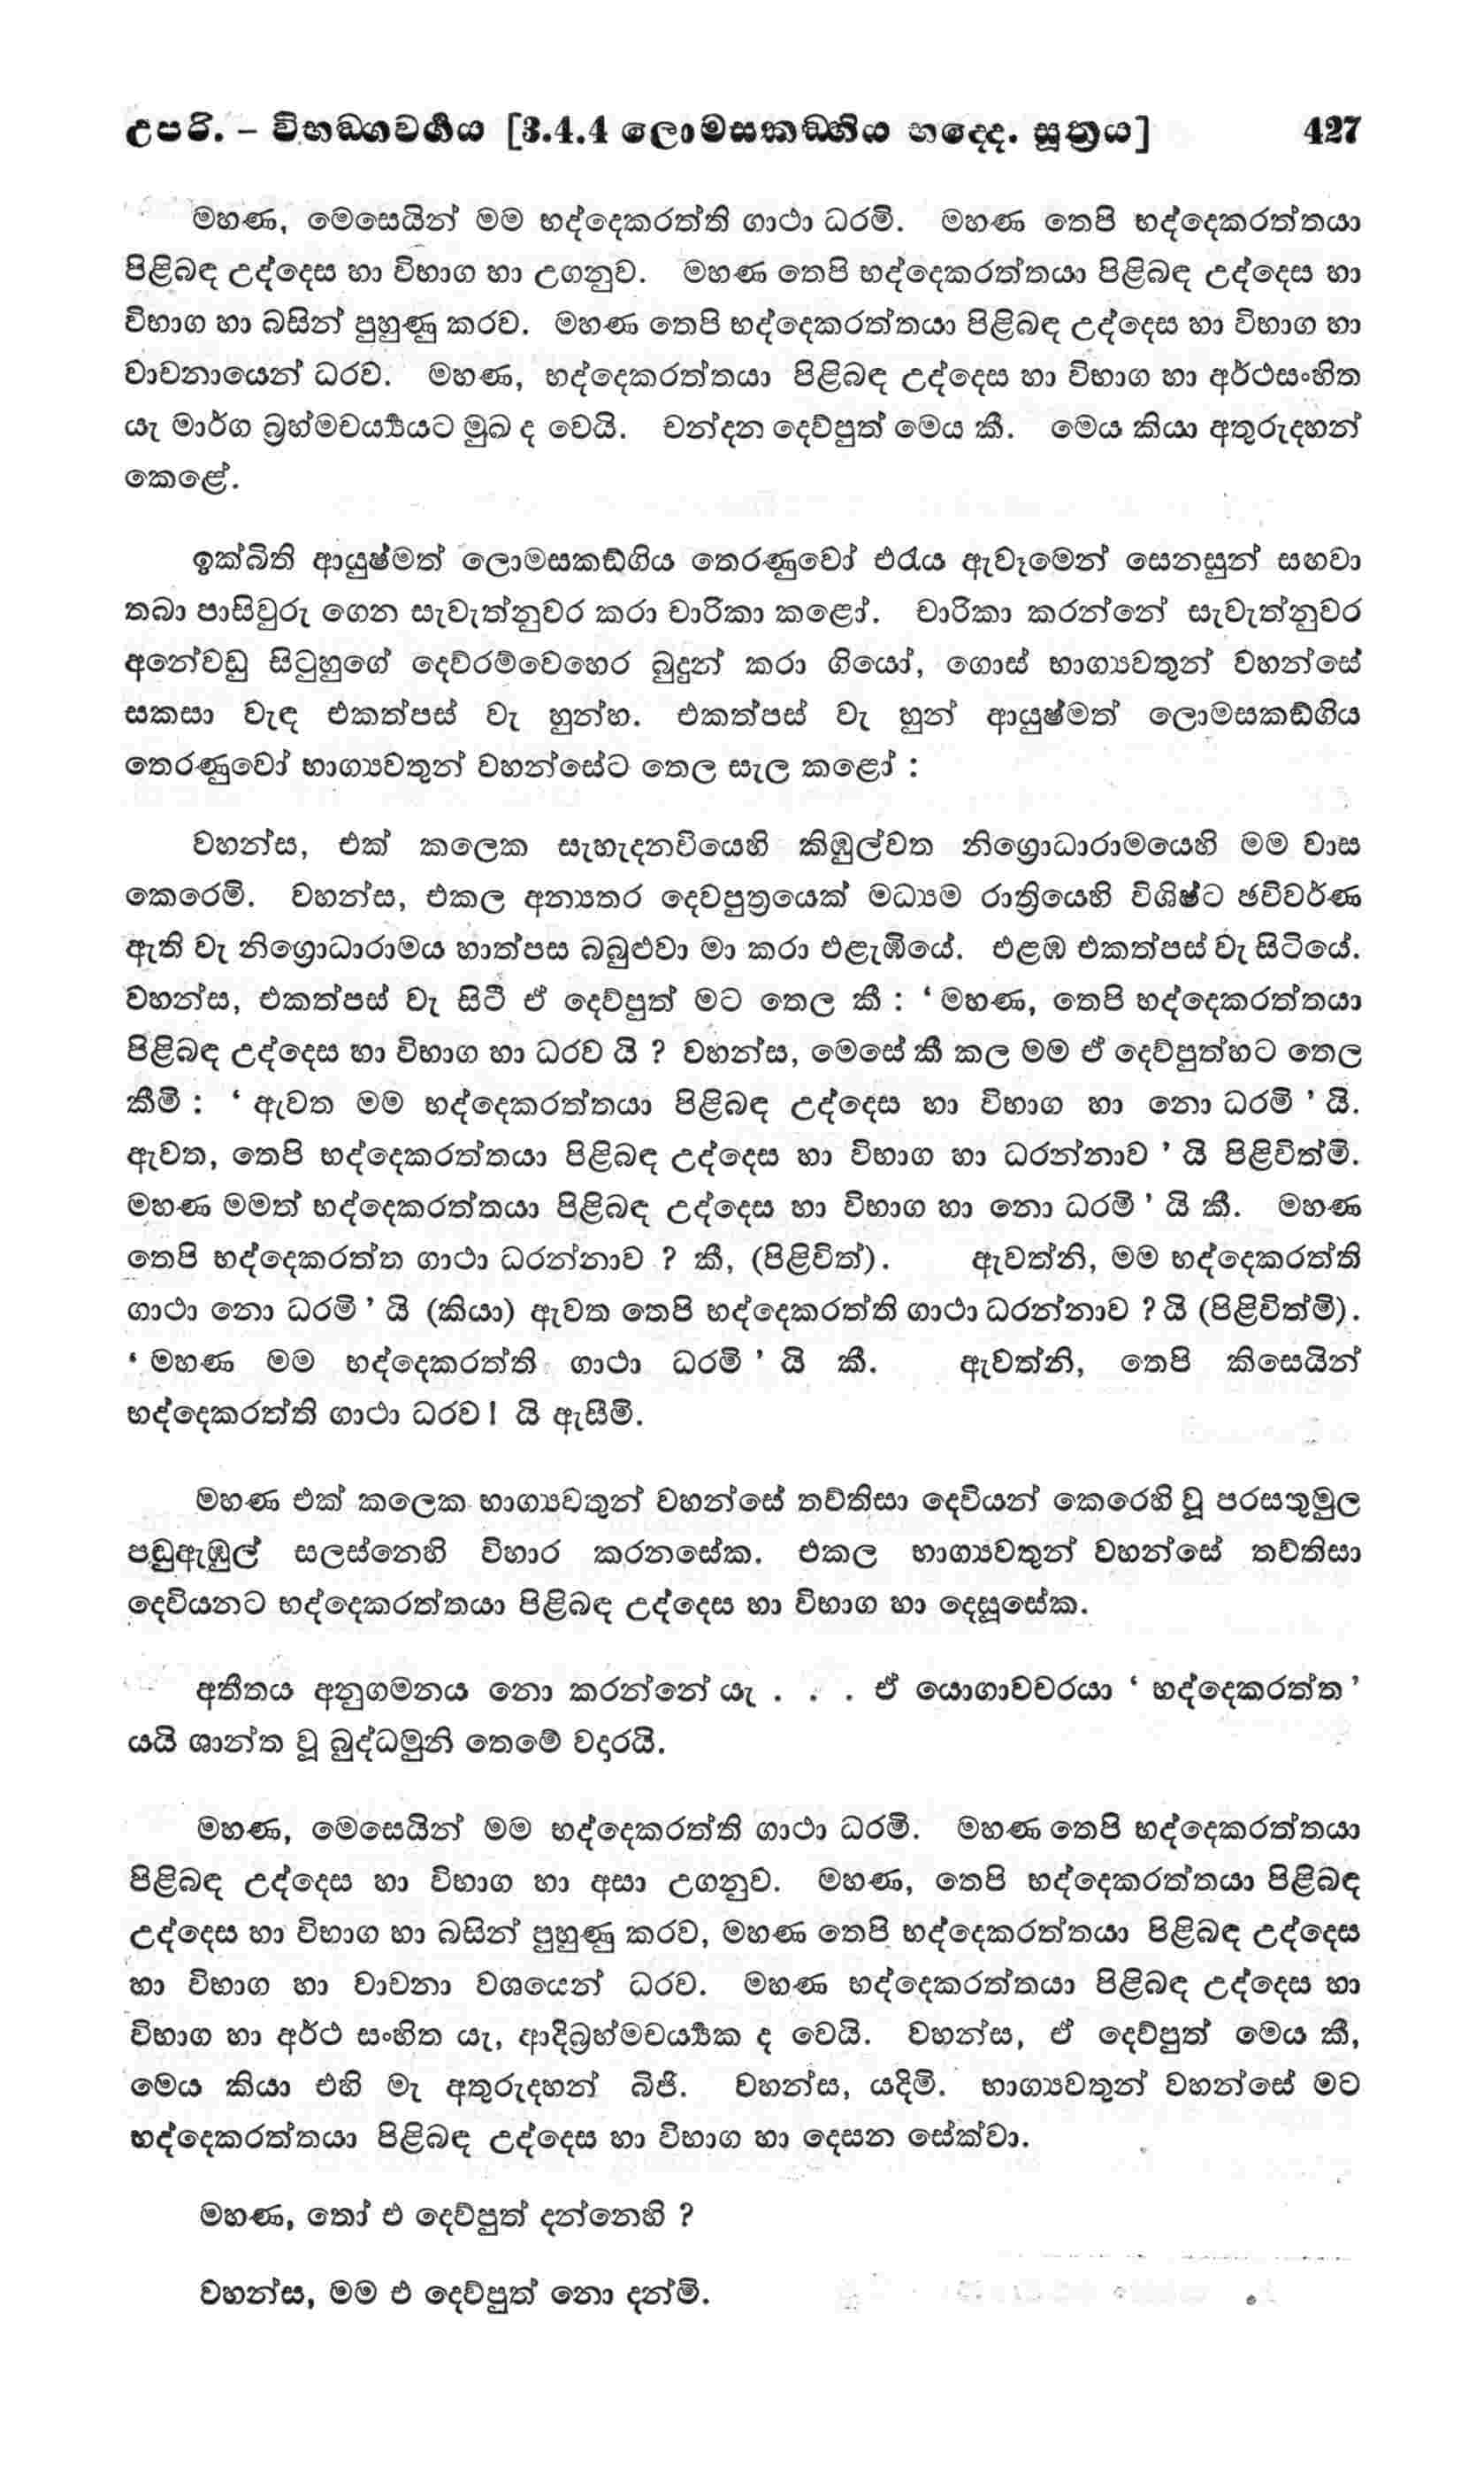 උපරි. – විභඞ්ගවර්‍ගය [3.4.4 ලොමසකඞ්ගිය භද්දෙ. සූත්‍රය] 427
මහණ, මෙසෙයින් මම භද්දෙකරත්ති ගාථා ධරමි. මහණ තෙපි භද්දෙකරත්තයා
පිළිබඳ උද්දෙස හා විභාග හා උගනුව. මහණ තෙපි භද්දෙකරත්තයා පිළිබඳ උද්දෙස හා
විභාග හා බසින් පුහුණු කරව. මහණ තෙපි භද්දෙකරත්තයා පිළිබඳ උද්දෙස හා විභාග හා
වාචනායෙන් ධරව. මහණ, භද්දෙකරත්තයා පිළිබඳ උද්දෙස හා විභාග හා අර්ථසංහිත
යැ මාර්ග බ්‍රහ්මචර්‍ය්‍යයට මුඛ ද වෙයි. චන්දන දෙව්පුත් මෙය කී. මෙය කියා අතුරුදහන්
කෙළේ.
ඉක්බිති ආයුෂ්මත් ලොමසකඞ්ගිය තෙරණුවෝ එරැය ඇවෑමෙන් සෙනසුන් සඟවා
තබා පාසිවුරු ගෙන සැවැත්නුවර කරා චාරිකා කළෝ. චාරිකා කරන්නේ සැවැත්නුවර
අනේවඩු සිටුහුගේ දෙව්රම්වෙහෙර බුදුන් කරා ගියෝ, ගොස් භාග්‍යවතුන් වහන්සේ
සකසා වැඳ එකත්පස් වැ හුන්හ. එකත්පස් වැ හුන් ආයුෂ්මත් ලොමසකඞ්ගිය
තෙරණුවෝ භාග්‍යවතුන් වහන්සේට තෙල සැල කළෝ :
වහන්ස, එක් කලෙක සැහැදනවියෙහි කිඹුල්වත නිග්‍රොධාරාමයෙහි මම වාස
කෙරෙමි. වහන්ස, එකල අන්‍යතර දෙවපුත්‍රයෙක් මධ්‍යම රාත්‍රියෙහි විශිෂ්ට ඡවිවර්ණ
ඇති වැ නිග්‍රොධාරාමය හාත්පස බබුළුවා මා කරා එළැඹියේ. එළඹ එකත්පස් වැ සිටියේ.
වහන්ස, එකත්පස් වැ සිටි ඒ දෙව්පුත් මට තෙල කී : ‘ මහණ, තෙපි භද්දෙකරත්තයා
පිළිබඳ උද්දෙස හා විභාග හා ධරව යි ? වහන්ස, මෙසේ කී කල මම ඒ දෙව්පුත්හට තෙල
කීමි : ‘ ඇවත මම භද්දෙකරත්තයා පිළිබඳ උද්දෙස හා විභාග හා නො ධරමි ’ යි.
ඇවත, තෙපි භද්දෙකරත්තයා පිළිබඳ උද්දෙස හා විභාග හා ධරන්නාව ’ යි පිළිවිත්මි.
මහණ මමත් භද්දෙකරත්තයා පිළිබඳ උද්දෙස හා විභාග හා නො ධරමි ’ යි කී. මහණ
තෙපි භද්දෙකරත්ත ගාථා ධරන්නාව ? කී, (පිළිවිත්). ඇවත්නි, මම භද්දෙකරත්ති
ගාථා නො ධරමි ’ යි (කියා) ඇවත තෙපි භද්දෙකරත්ති ගාථා ධරන්නාව ? යි (පිළිවිත්මි).
‘ මහණ මම භද්දෙකරත්ති ගාථා ධරමි ’ යි කී. ඇවත්නි, තෙපි කිසෙයින්
භද්දෙකරත්ති ගාථා ධරව ! යි ඇසීමි.
මහණ එක් කලෙක භාග්‍යවතුන් වහන්සේ තව්තිසා දෙවියන් කෙරෙහි වූ පරසතුමුල
පඬුඇඹුල් සලස්නෙහි විහාර කරනසේක. එකල භාග්‍යවතුන් වහන්සේ තව්තිසා
දෙවියනට භද්දෙකරත්තයා පිළිබඳ උද්දෙස හා විභාග හා දෙසූසේක.
අතීතය අනුගමනය නො කරන්නේ යැ . . . ඒ යොගාවචරයා ‘ භද්දෙකරත්ත ’
යයි ශාන්ත වූ බුද්ධමුනි තෙමේ වදාරයි.
මහණ, මෙසෙයින් මම භද්දෙකරත්ති ගාථා ධරමි. මහණ තෙපි භද්දෙකරත්තයා
පිළිබඳ උද්දෙස හා විභාග හා අසා උගනුව. මහණ, තෙපි භද්දෙකරත්තයා පිළිබඳ
උද්දෙස හා විභාග හා බසින් පුහුණු කරව, මහණ තෙපි භද්දෙකරත්තයා පිළිබඳ උද්දෙස
හා විභාග හා වාචනා වශයෙන් ධරව. මහණ භද්දෙකරත්තයා පිළිබඳ උද්දෙස හා
විභාග හා අර්ථ සංහිත යැ, ආදිබ්‍රහ්මචර්‍ය්‍යක ද වෙයි. වහන්ස, ඒ දෙව්පුත් මෙය කී,
මෙය කියා එහි මැ අතුරුදහන් බිජි. වහන්ස, යදිමි. භාග්‍යවතුන් වහන්සේ මට
භද්දෙකරත්තයා පිළිබඳ උද්දෙස හා විභාග හා දෙසන සේක්වා.
මහණ, තෝ එ දෙව්පුත් දන්නෙහි ?
වහන්ස, මම එ දෙව්පුත් නො දන්මි.